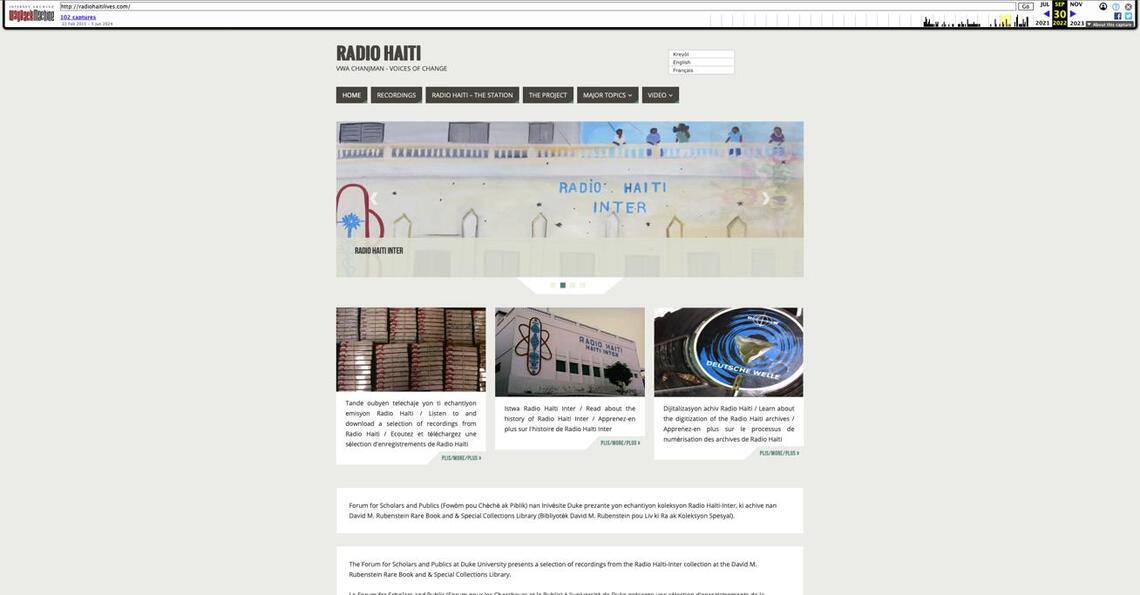 INTERNET ARCHIVE
WayBackMachine
http://radiohaitilives.com/
Go
JUL SEP NOV
30
2021 2022 2023
102 captures
22 Feb 2015 - 5 Jun 2024
About this capture
RADIO HAITI
VWA CHANJMAN - VOICES OF CHANGE
Kreyòl
English
Français
HOME
RECORDINGS
RADIO HAITI – THE STATION
THE PROJECT
MAJOR TOPICS
VIDEO
RADIO HAITI
INTER
RADIO HAITI INTER
RADIO HAITI
HAITI INTER
DEUTSCHE WELLE
Tande oubyen telechaje yon ti echantiyon
emisyon Radio Haïti / Listen to and
download a selection of recordings from
Radio Haiti / Ecoutez et téléchargez une
sélection d'enregistrements de Radio Haïti
PLIS/MORE/PLUS »
Istwa Radio Haïti Inter / Read about the
history of Radio Haiti Inter / Apprenez-en
plus sur l'histoire de Radio Haïti Inter
PLIS/MORE/PLUS »
Dijitalizasyon achiv Radio Haïti / Learn about
the digitization of the Radio Haiti archives /
Apprenez-en plus sur le processus de
numérisation des archives de Radio Haïti
PLIS/MORE/PLUS »
Forum for Scholars and Publics (Fowòm pou Chèchè ak Piblik) nan Inivèsite Duke prezante yon echantiyon koleksyon Radio Haïti-Inter, ki achive nan
David M. Rubenstein Rare Book and & Special Collections Library (Bibliyotèk David M. Rubenstein pou Liv ki Ra ak Koleksyon Spesyal).
The Forum for Scholars and Publics at Duke University presents a selection of recordings from the Radio Haiti-Inter collection at the David M.
Rubenstein Rare Book and & Special Collections Library.